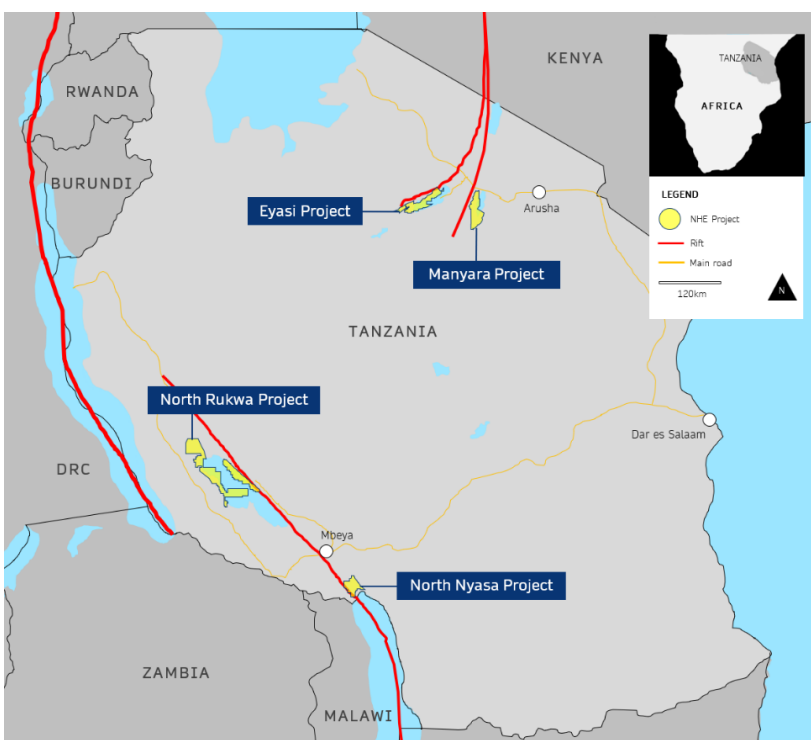 KENYA
TANZANIA
AFRICA
RWANDA
BURUNDI
LEGEND
NHE Project
Rift
Main road
120km
N
Eyasi Project
Arusha
Manyara Project
TANZANIA
North Rukwa Project
Dar es Salaam
DRC
Mbeya
North Nyasa Project
ZAMBIA
MALAWI